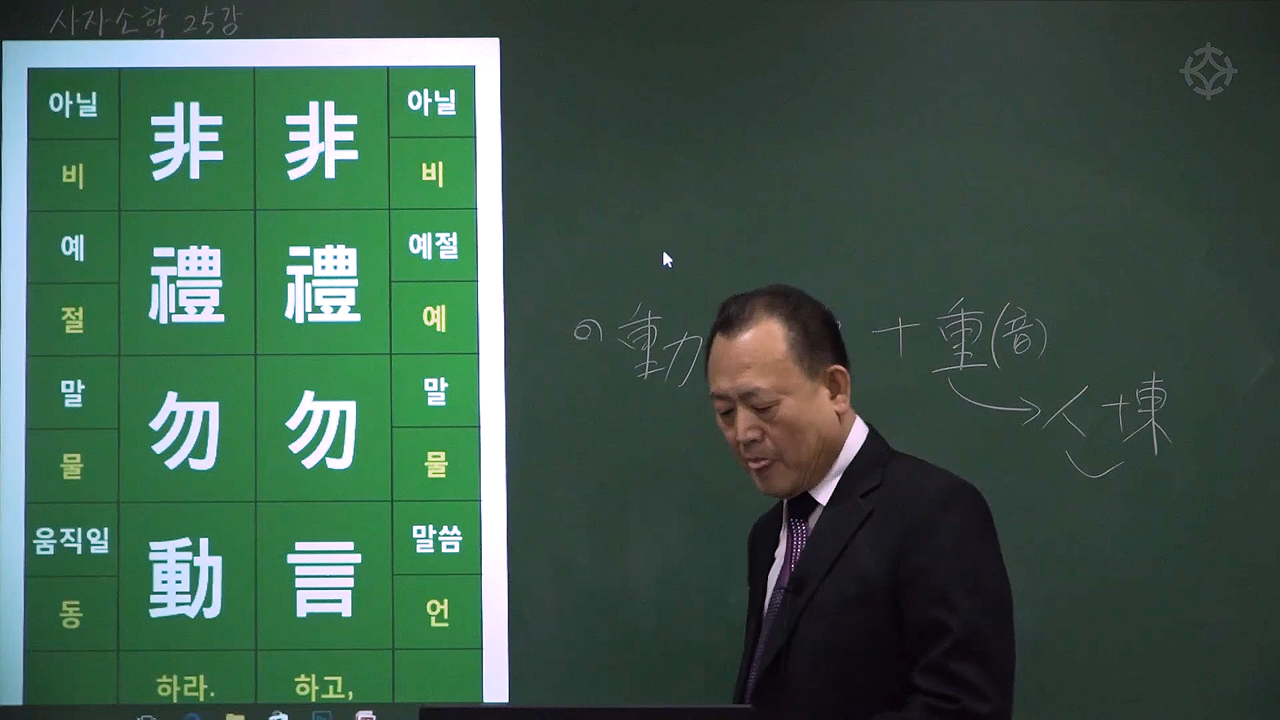 사자소학 25강
아닐 非 非 아닐
비 비
예 禮 禮 예절
절 예
말 勿 勿 말
물 물
움직일 動 言 말씀
동 언
하라. 하고,
動 + 重(音)
人 + 東